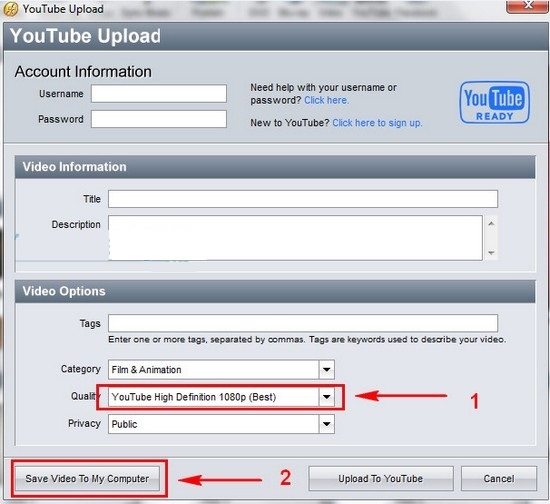 YouTube Upload
YouTube Upload
Account Information
Username
Password
Need help with your username or
password? Click here.
New to YouTube? Click here to sign up.
YouTube
READY
Video Information
Title
Description
Video Options
Tags
Enter one or more tags, separated by commas. Tags are keywords used to describe your video.
Category Film & Animation
Quality YouTube High Definition 1080p (Best) 1
Privacy Public
Save Video To My Computer 2 Upload To YouTube Cancel